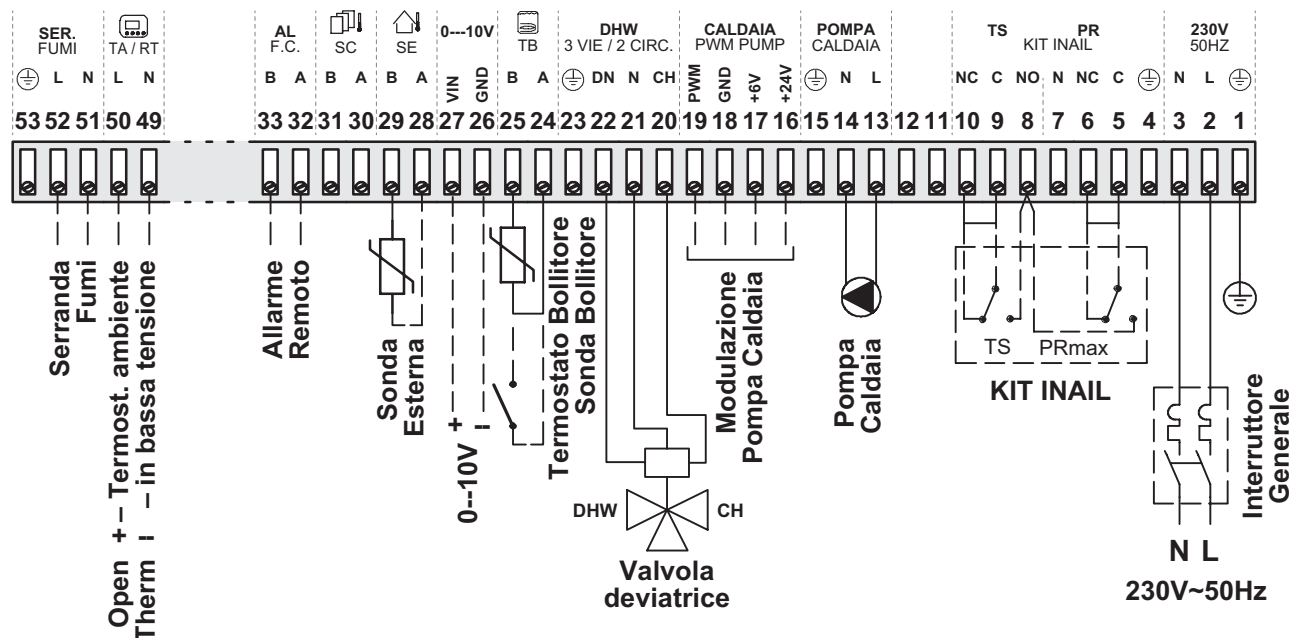 SER.
FUMI
TA / RT
AL
F.C.
SC
SE
0---10V
TB
DHW
3 VIE / 2 CIRC.
CALDAIA
PWM PUMP
POMPA
CALDAIA
TS PR
KIT INAIL
230V
50HZ
L N L N B A B A B A VIN GND B A DN N CH PWM GND +6V +24V N L NC C NO N NC C N L
53 52 51 50 49 33 32 31 30 29 28 27 26 25 24 23 22 21 20 19 18 17 16 15 14 13 12 11 10 9 8 7 6 5 4 3 2 1
Serranda
Fumi
Open + – Termost. ambiente
Therm – – in bassa tensione
Allarme
Remoto
Sonda
Esterna
+ –
0--10V
Termostato Bollitore
Sonda Bollitore
DHW CH
Valvola
deviatrice
Modulazione
Pompa Caldaia
Pompa
Caldaia
TS PRmax
KIT INAIL
Interruttore
Generale
N L
230V~50Hz